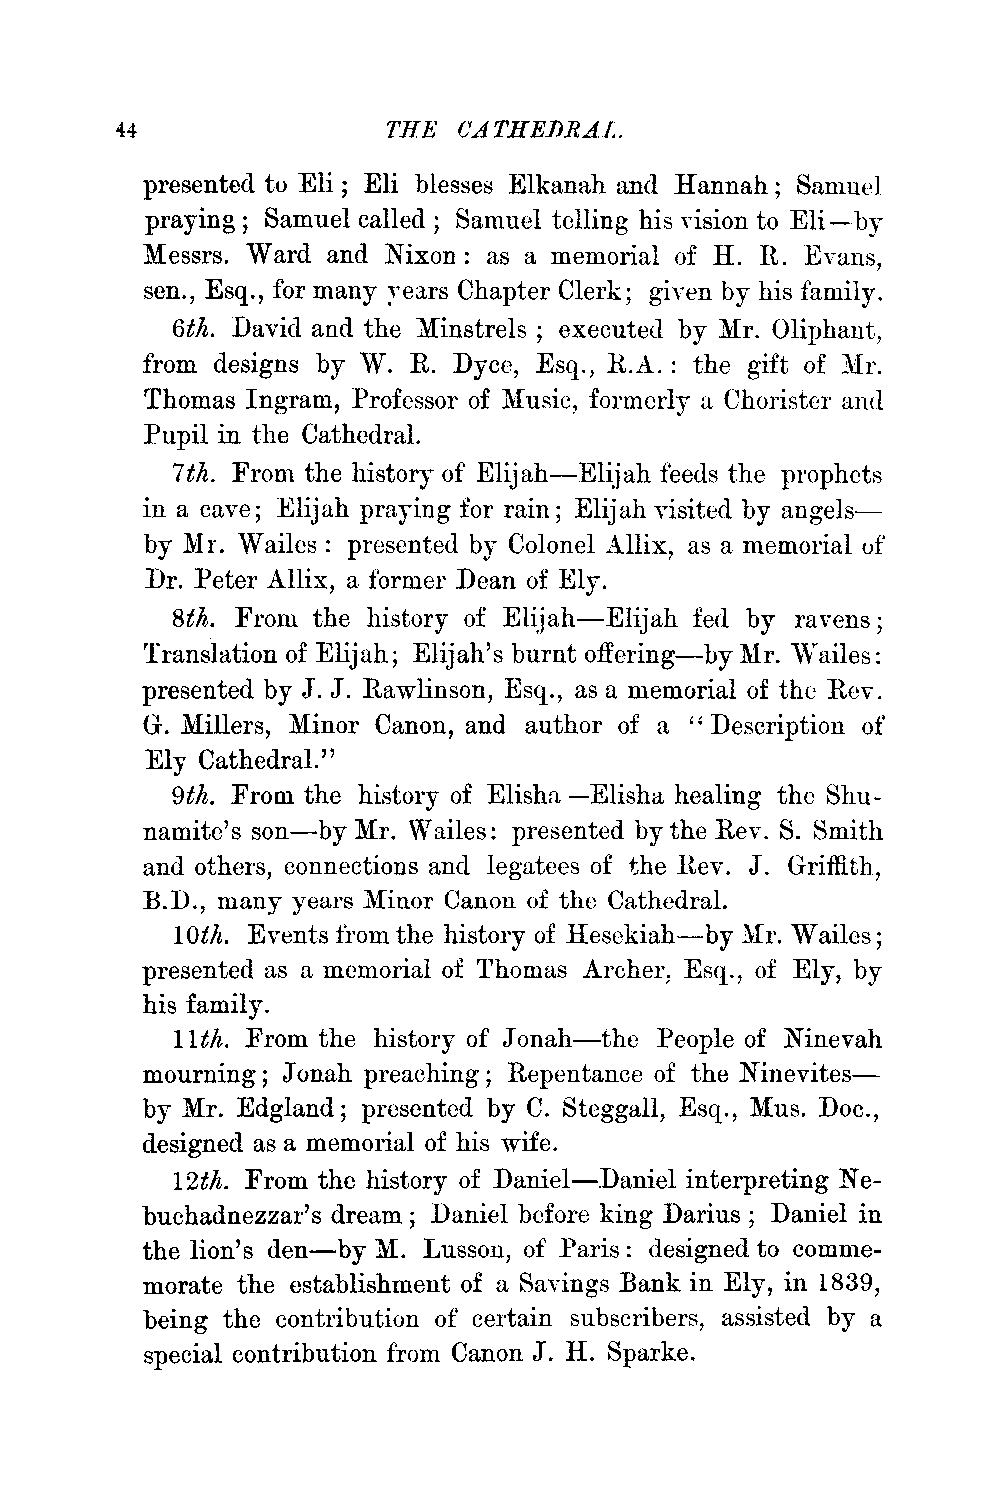 44 THE CATHEDRAL.
presented to Eli; Eli blesses Elkanah and Hannah; Samuel
praying; Samuel called; Samuel telling his vision to Eli—by
Messrs. Ward and Nixon: as a memorial of H. R. Evans,
sen., Esq., for many years Chapter Clerk; given by his family.
6th. David and the Minstrels; executed by Mr. Oliphant,
from designs by W. R. Dyce, Esq., R.A.: the gift of Mr.
Thomas Ingram, Professor of Music, formerly a Chorister and
Pupil in the Cathedral.
7th. From the history of Elijah—Elijah feeds the prophets
in a cave; Elijah praying for rain; Elijah visited by angels—
by Mr. Wailes: presented by Colonel Allix, as a memorial of
Dr. Peter Allix, a former Dean of Ely.
8th. From the history of Elijah—Elijah fed by ravens;
Translation of Elijah; Elijah's burnt offering—by Mr. Wailes:
presented by J. J. Rawlinson, Esq., as a memorial of the Rev.
G. Millers, Minor Canon, and author of a "Description of
Ely Cathedral."
9th. From the history of Elisha—Elisha healing the Shu-
namite's son—by Mr. Wailes: presented by the Rev. S. Smith
and others, connections and legatees of the Rev. J. Griffith,
B.D., many years Minor Canon of the Cathedral.
10th. Events from the history of Hesekiah—by Mr. Wailes;
presented as a memorial of Thomas Archer, Esq., of Ely, by
his family.
11th. From the history of Jonah—the People of Ninevah
mourning; Jonah preaching; Repentance of the Ninevites—
by Mr. Edgland; presented by C. Steggall, Esq., Mus. Doc.,
designed as a memorial of his wife.
12th. From the history of Daniel—Daniel interpreting Ne-
buchadnezzar's dream; Daniel before king Darius; Daniel in
the lion's den—by M. Lusson, of Paris: designed to comme-
morate the establishment of a Savings Bank in Ely, in 1839,
being the contribution of certain subscribers, assisted by a
special contribution from Canon J. H. Sparke.